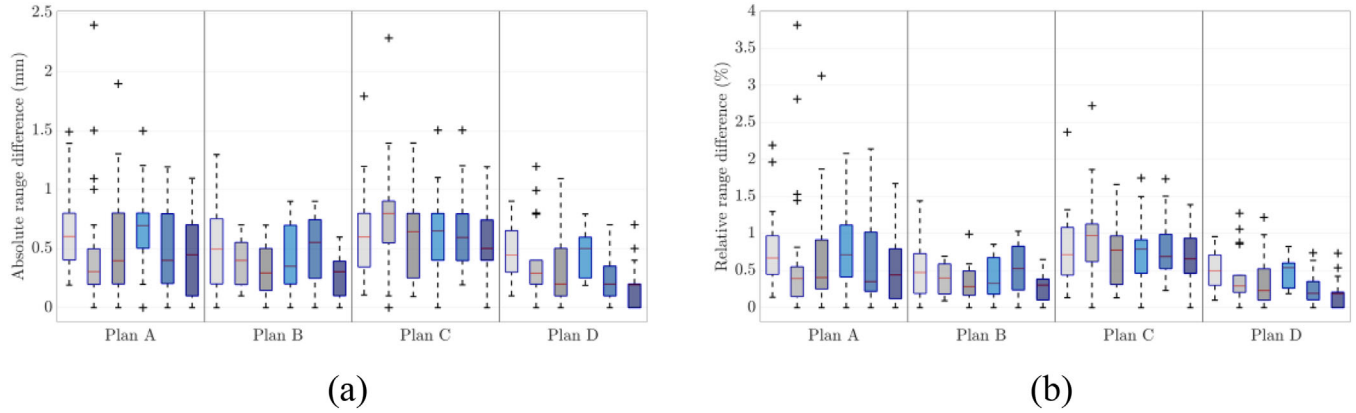 Absolute range difference (mm)
2.5
2
1.5
1
0.5
0
Plan A Plan B Plan C Plan D
(a)
Relative range difference (%)
4
3.5
3
2.5
2
1.5
1
0.5
0
Plan A Plan B Plan C Plan D
(b)